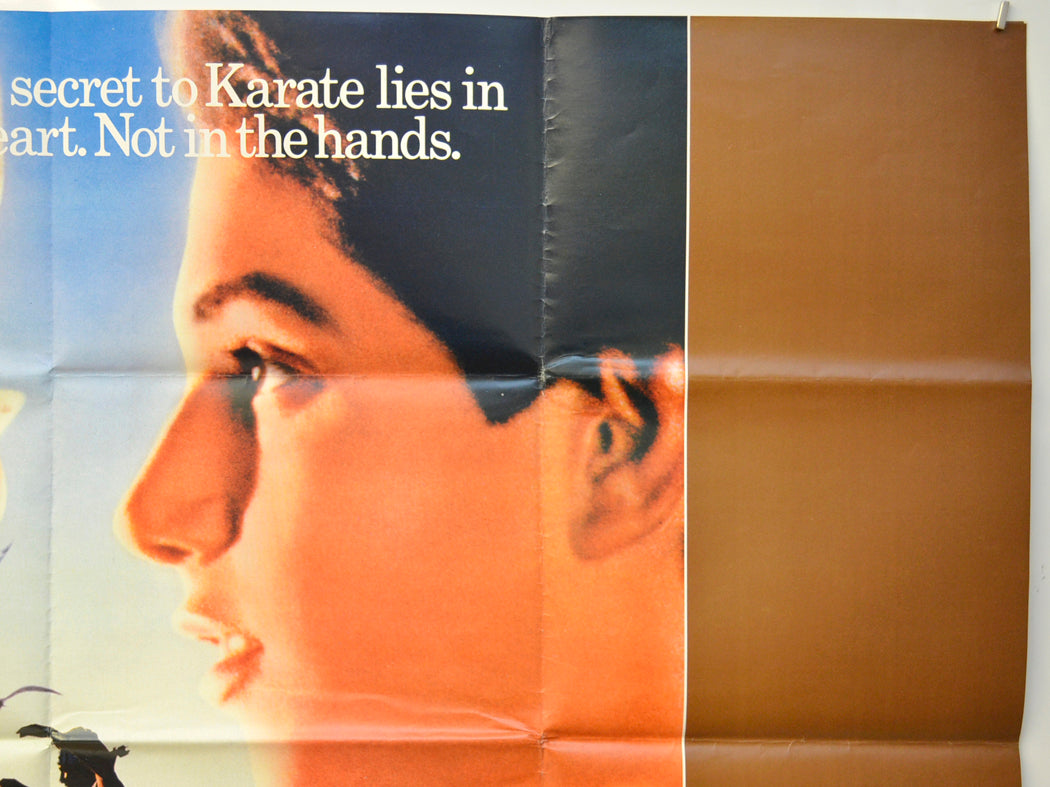 secret to Karate lies in
eart. Not in the hands.